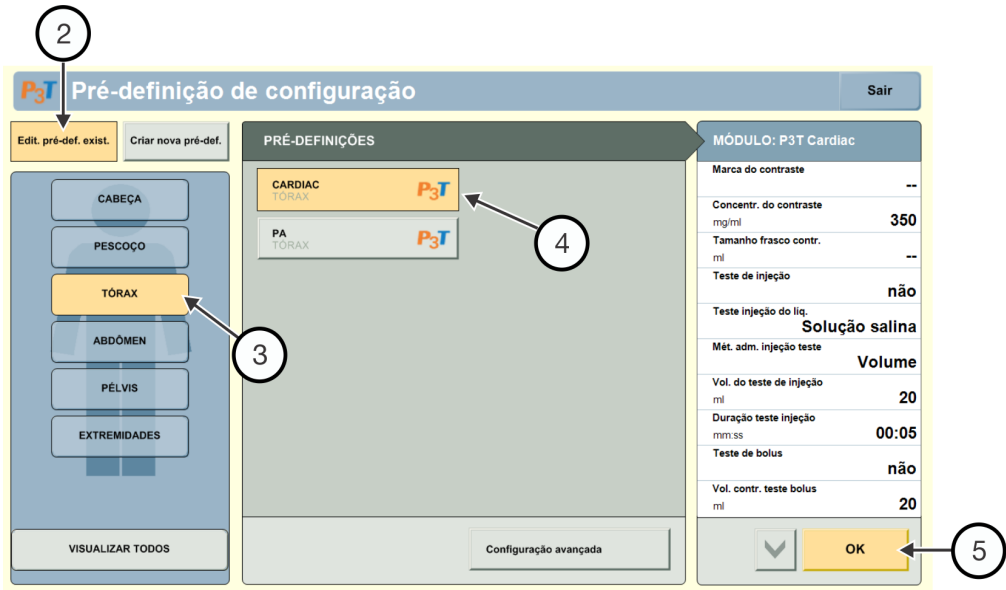 2
P3T Pré-definição de configuração
Sair
Edit. pré-def. exist.
Criar nova pré-def.
CABEÇA
PESCOÇO
TÓRAX
3
ABDÔMEN
PÉLVIS
EXTREMIDADES
VISUALIZAR TODOS
PRÉ-DEFINIÇÕES
CARDIAC
TÓRAX
P3T
4
PA
TÓRAX
P3T
Configuração avançada
MÓDULO: P3T Cardiac
Marca do contraste
--
Concentr. do contraste
mg/ml 350
Tamanho frasco contr.
ml --
Teste de injeção
não
Teste injeção do líq.
Solução salina
Mét. adm. injeção teste
Volume
Vol. do teste de injeção
ml 20
Duração teste injeção
mm:ss 00:05
Teste de bolus
não
Vol. contr. teste bolus
ml 20
OK
5